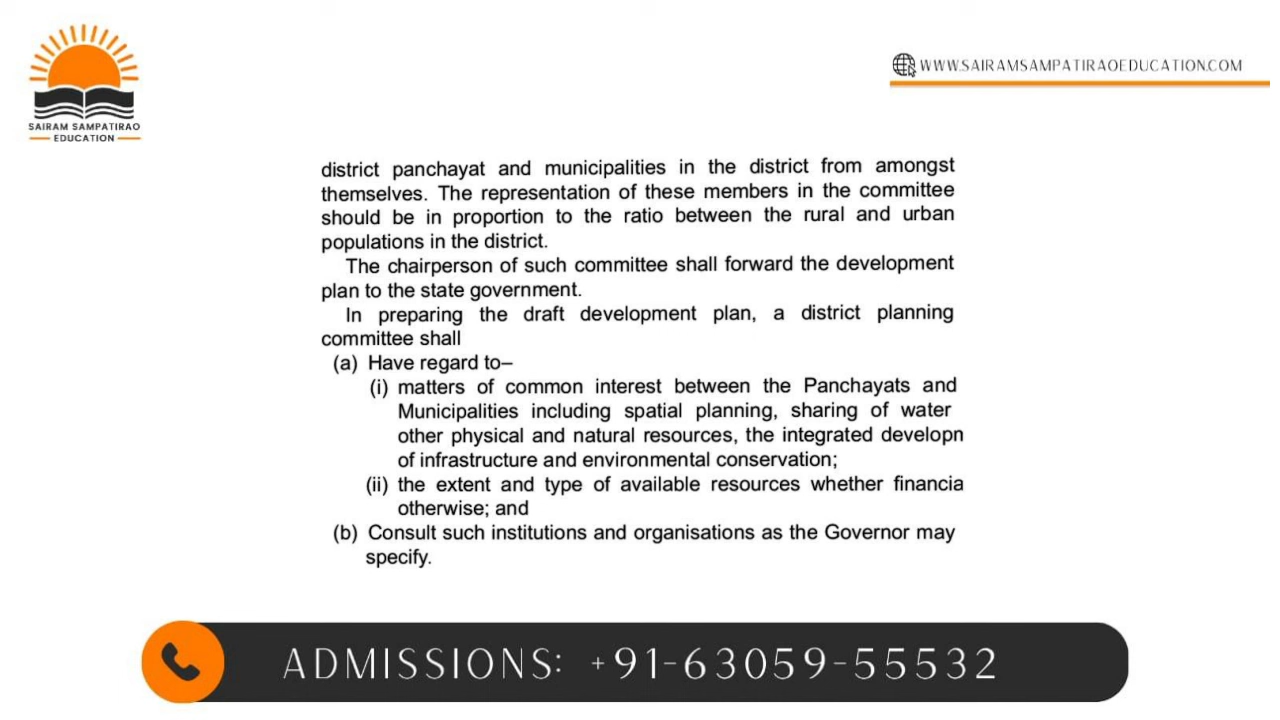 SAIRAM SAMPATIRAO
EDUCATION
WWW.SAIRAMSAMPATIRAOEDUCATION.COM
district panchayat and municipalities in the district from amongst
themselves. The representation of these members in the committee
should be in proportion to the ratio between the rural and urban
populations in the district.
The chairperson of such committee shall forward the development
plan to the state government.
In preparing the draft development plan, a district planning
committee shall
(a) Have regard to–
(i) matters of common interest between the Panchayats and
Municipalities including spatial planning, sharing of water
other physical and natural resources, the integrated developn
of infrastructure and environmental conservation;
(ii) the extent and type of available resources whether financia
otherwise; and
(b) Consult such institutions and organisations as the Governor may
specify.
ADMISSIONS: +91-63059-55532